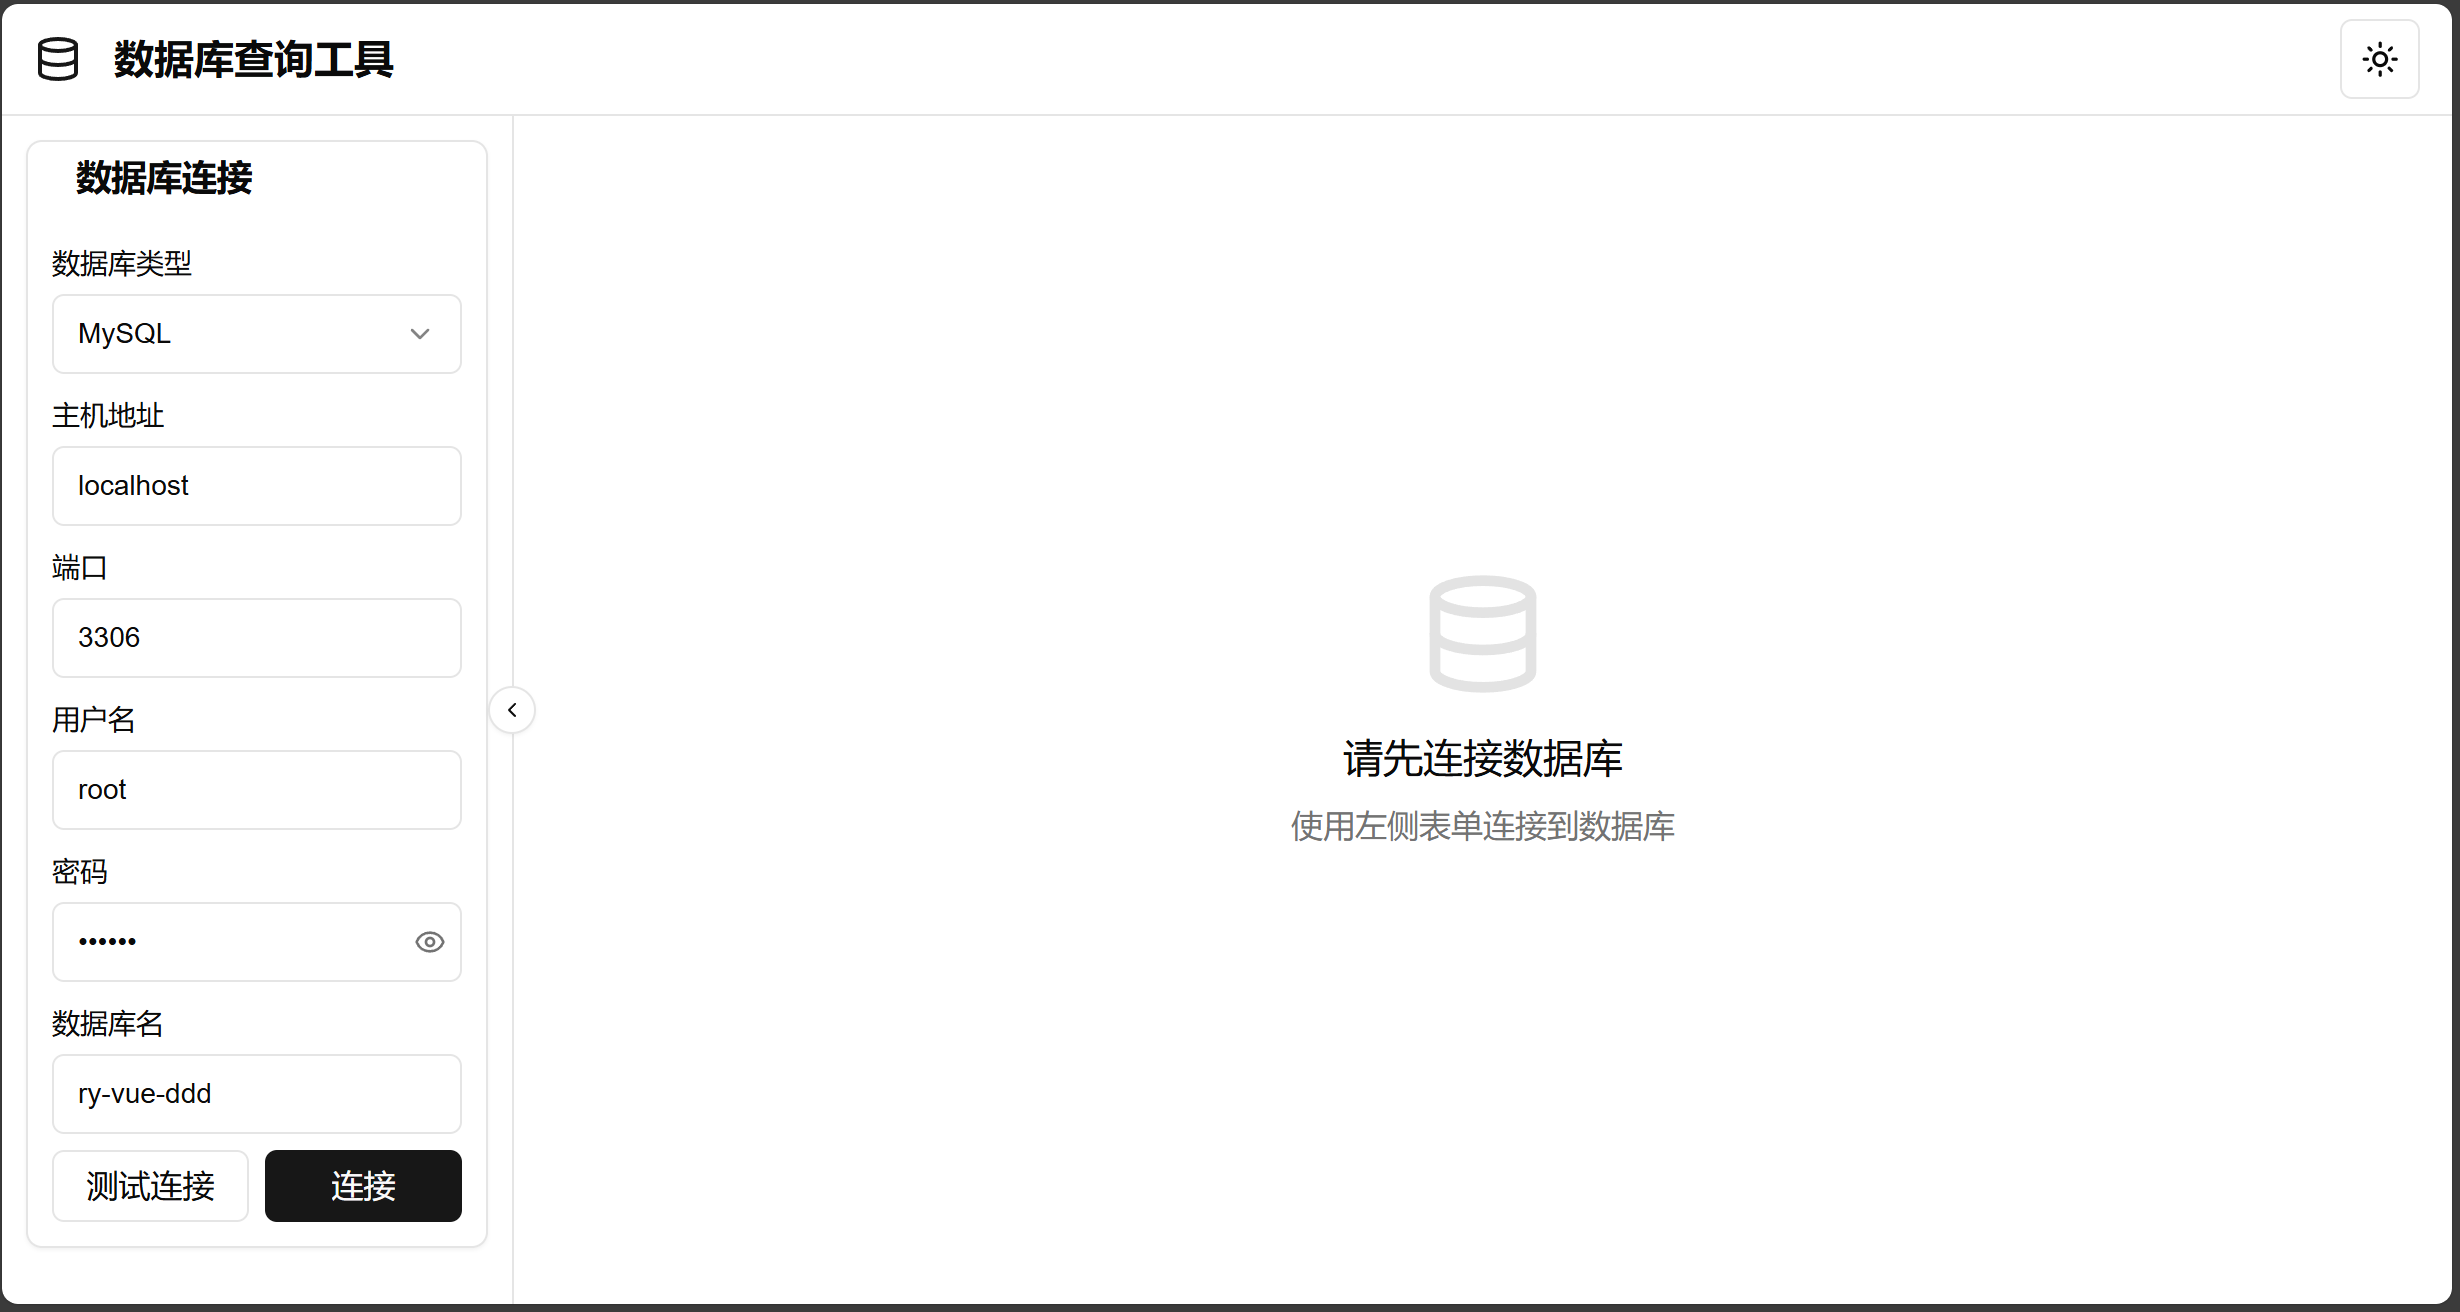 数据库查询工具
数据库连接
数据库类型
MySQL
主机地址
localhost
端口
3306
用户名
root
密码
••••••
数据库名
ry-vue-ddd
测试连接
连接
请先连接数据库
使用左侧表单连接到数据库